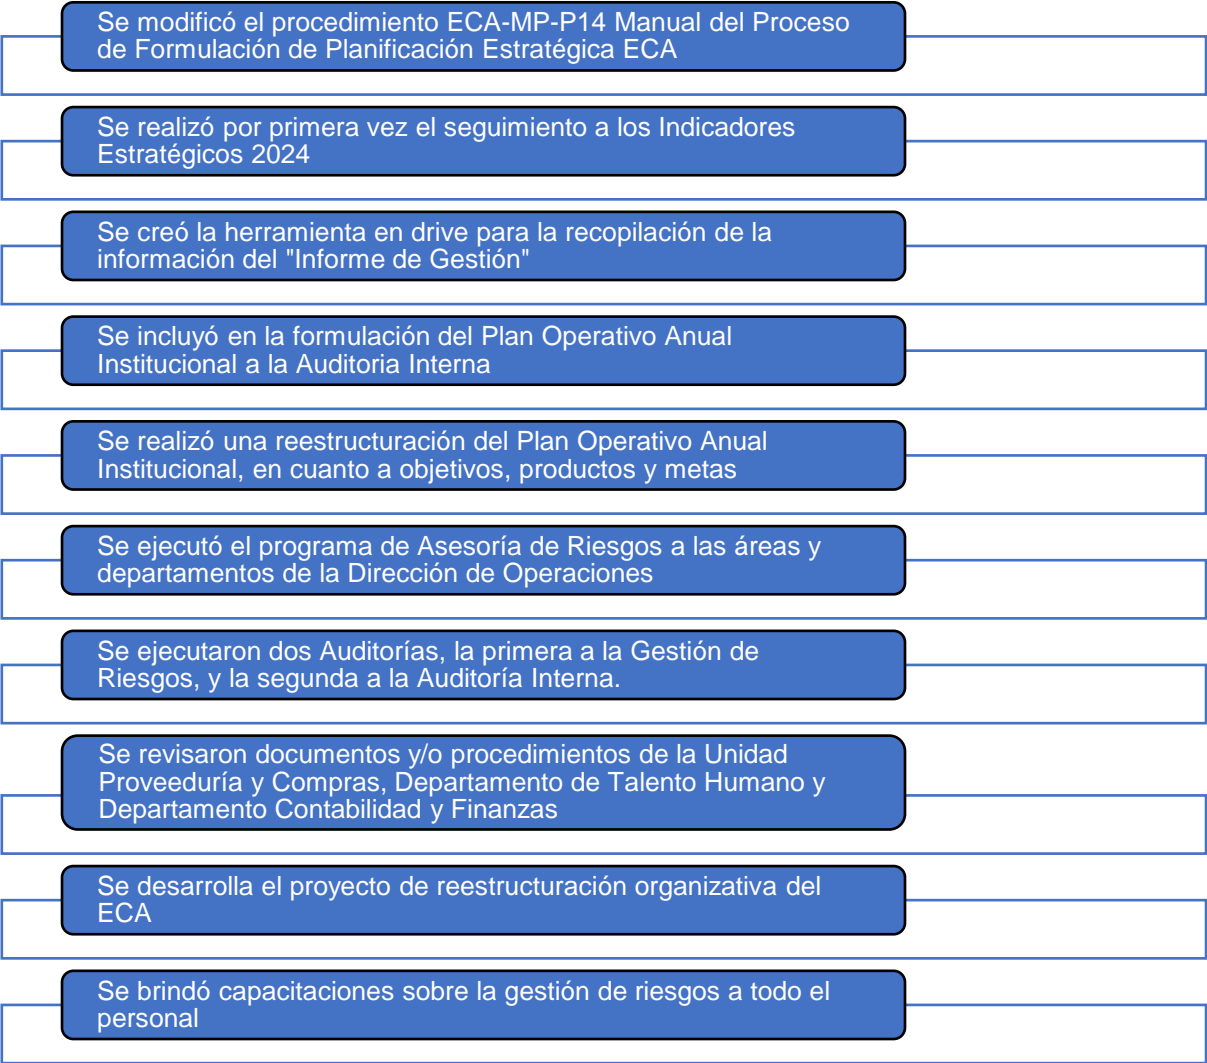 Se modificó el procedimiento ECA-MP-P14 Manual del Proceso
de Formulación de Planificación Estratégica ECA
Se realizó por primera vez el seguimiento a los Indicadores
Estratégicos 2024
Se creó la herramienta en drive para la recopilación de la
información del "Informe de Gestión"
Se incluyó en la formulación del Plan Operativo Anual
Institucional a la Auditoria Interna
Se realizó una reestructuración del Plan Operativo Anual
Institucional, en cuanto a objetivos, productos y metas
Se ejecutó el programa de Asesoría de Riesgos a las áreas y
departamentos de la Dirección de Operaciones
Se ejecutaron dos Auditorías, la primera a la Gestión de
Riesgos, y la segunda a la Auditoría Interna.
Se revisaron documentos y/o procedimientos de la Unidad
Proveeduría y Compras, Departamento de Talento Humano y
Departamento Contabilidad y Finanzas
Se desarrolla el proyecto de reestructuración organizativa del
ECA
Se brindó capacitaciones sobre la gestión de riesgos a todo el
personal